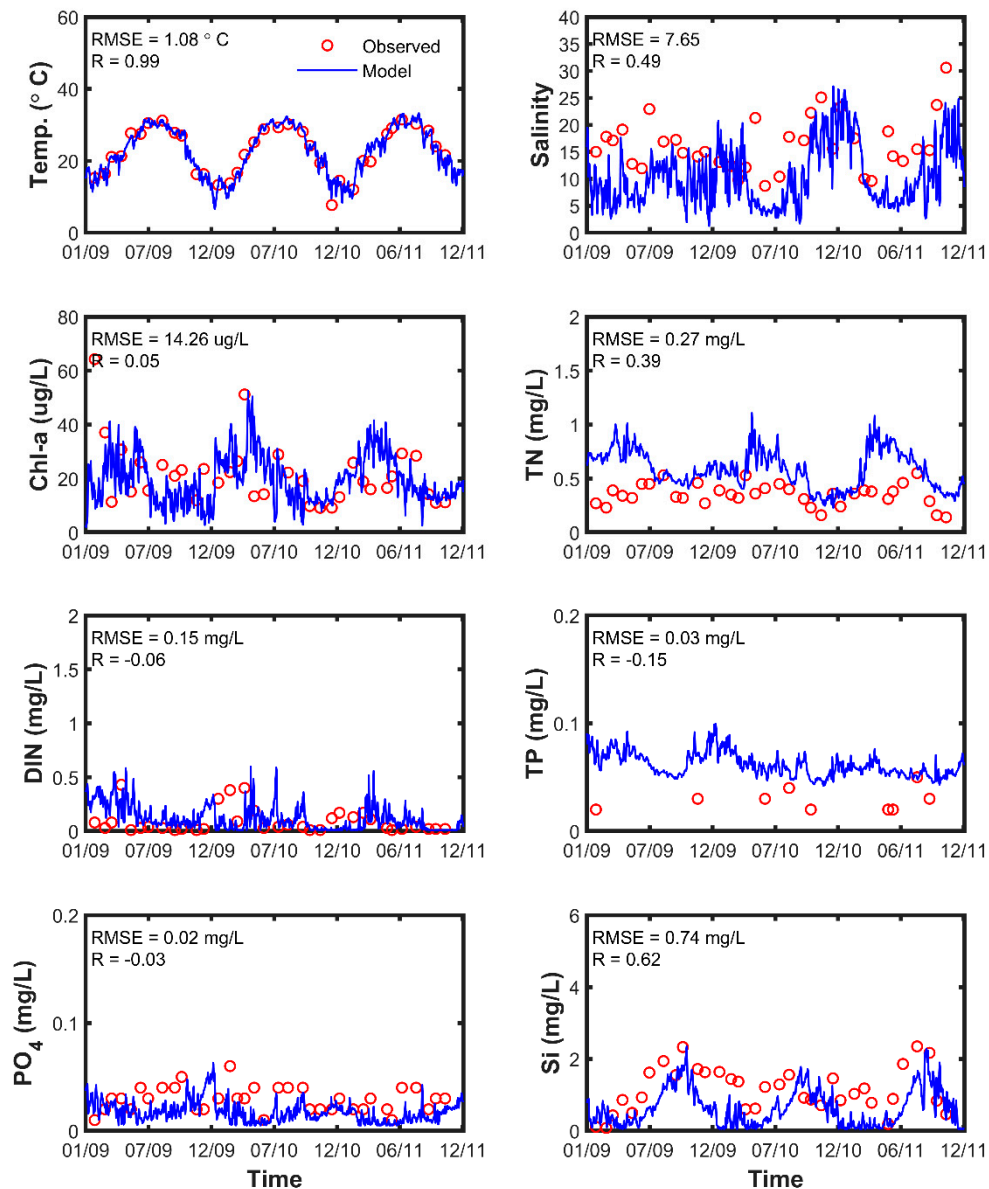 60
40
20
0
Temp. (° C)
RMSE = 1.08 ° C
R = 0.99
Observed
Model
01/09 07/09 12/09 07/10 12/10 06/11 12/11
40
35
30
25
20
15
10
5
0
Salinity
RMSE = 7.65
R = 0.49
01/09 07/09 12/09 07/10 12/10 06/11 12/11
80
60
40
20
0
Chl-a (ug/L)
RMSE = 14.26 ug/L
R = 0.05
01/09 07/09 12/09 07/10 12/10 06/11 12/11
2
1.5
1
0.5
0
TN (mg/L)
RMSE = 0.27 mg/L
R = 0.39
01/09 07/09 12/09 07/10 12/10 06/11 12/11
2
1.5
1
0.5
0
DIN (mg/L)
RMSE = 0.15 mg/L
R = -0.06
01/09 07/09 12/09 07/10 12/10 06/11 12/11
0.2
0.1
0
TP (mg/L)
RMSE = 0.03 mg/L
R = -0.15
01/09 07/09 12/09 07/10 12/10 06/11 12/11
0.2
0.1
0
PO4 (mg/L)
RMSE = 0.02 mg/L
R = -0.03
01/09 07/09 12/09 07/10 12/10 06/11 12/11
Time
6
4
2
0
Si (mg/L)
RMSE = 0.74 mg/L
R = 0.62
01/09 07/09 12/09 07/10 12/10 06/11 12/11
Time